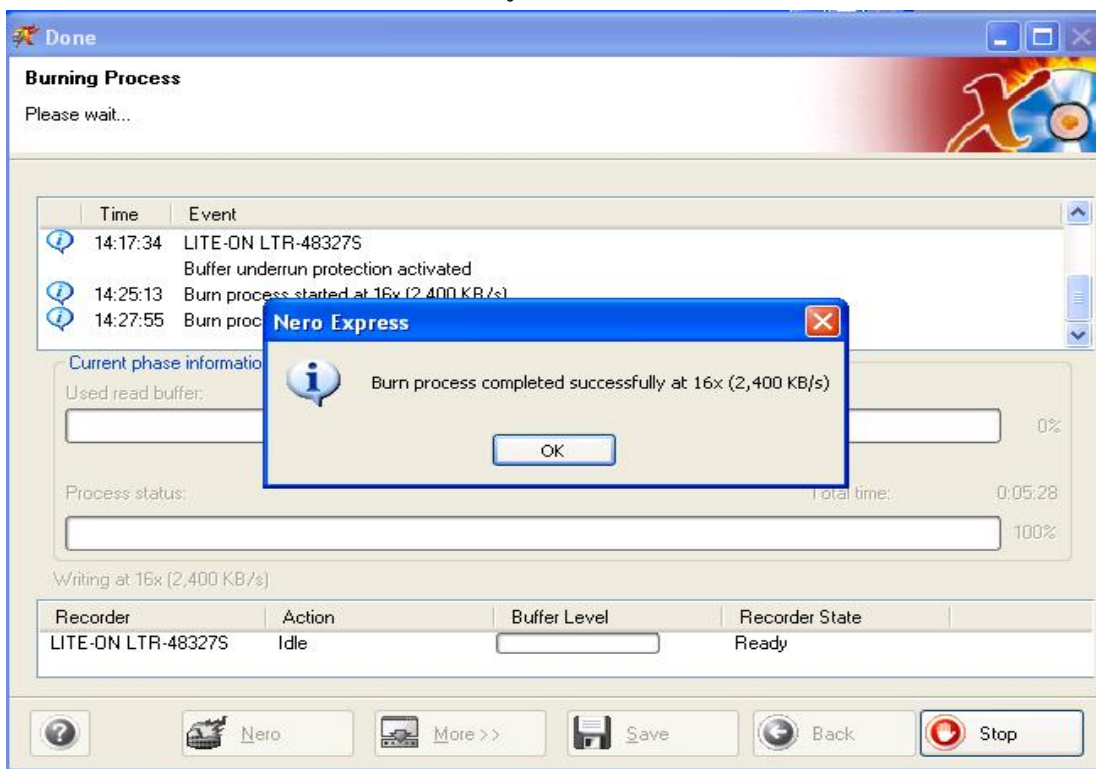 Done
Burning Process
Please wait...
Time Event
14:17:34 LITE-ON LTR-48327S
Buffer underrun protection activated
14:25:13 Burn process started at 16x (2,400 KB/s)
14:27:55 Burn proc
Nero Express
Burn process completed successfully at 16x (2,400 KB/s)
OK
Current phase informatio
Used read buffer:
0%
Process status: Total time: 0:05:28
100%
Writing at 16x (2,400 KB/s)
Recorder Action Buffer Level Recorder State
LITE-ON LTR-48327S Idle Ready
Nero More >> Save Back Stop